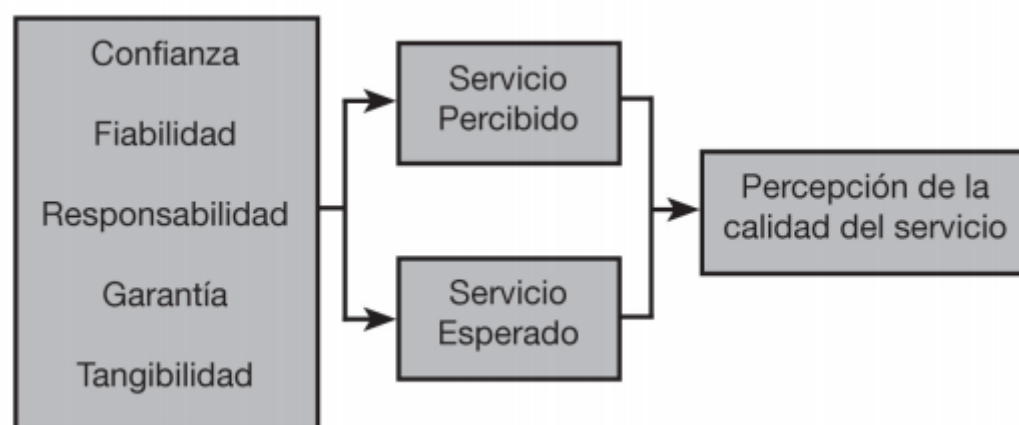 Confianza
Fiabilidad
Responsabilidad
Garantía
Tangibilidad
Servicio
Percibido
Servicio
Esperado
Percepción de la
calidad del servicio